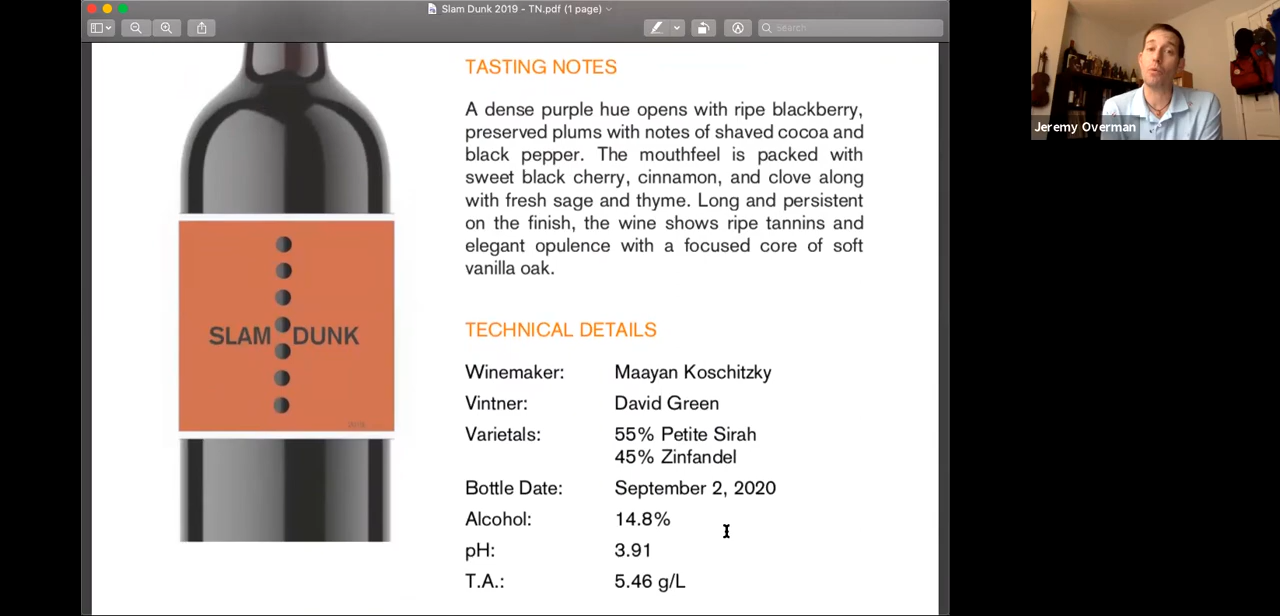 Slam Dunk 2019 - TN.pdf (1 page)
Search
TASTING NOTES
A dense purple hue opens with ripe blackberry,
preserved plums with notes of shaved cocoa and
black pepper. The mouthfeel is packed with
sweet black cherry, cinnamon, and clove along
with fresh sage and thyme. Long and persistent
on the finish, the wine shows ripe tannins and
elegant opulence with a focused core of soft
vanilla oak.
SLAM DUNK
TECHNICAL DETAILS
Winemaker: Maayan Koschitzky
Vintner: David Green
Varietals: 55% Petite Sirah
45% Zinfandel
Bottle Date: September 2, 2020
Alcohol: 14.8%
pH: 3.91
T.A.: 5.46 g/L
Jeremy Overman